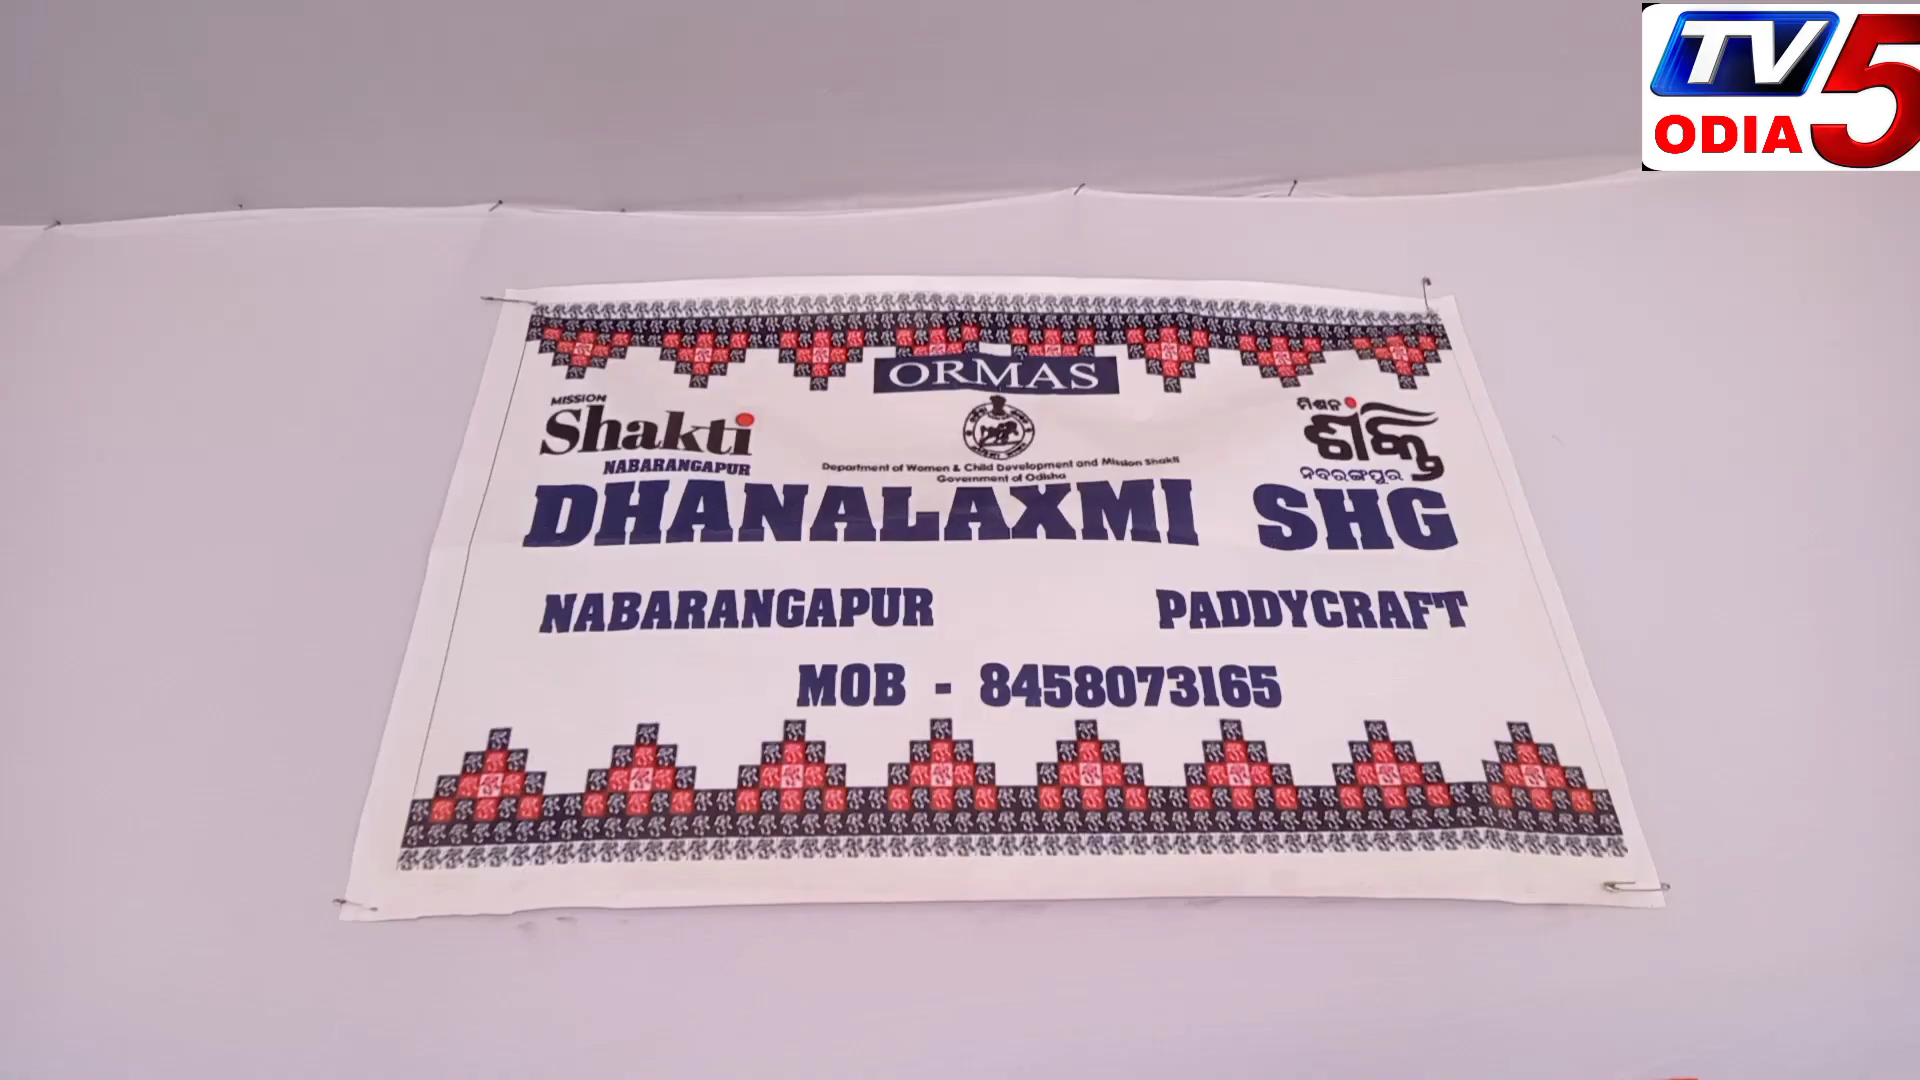 TV5
ODIA
ORMAS
MISSION
Shakti
NABARANGAPUR
Department of Women & Child Development and Mission Shakti
Government of Odisha
ମିଶନ
ଶକ୍ତି
ନବରଙ୍ଗପୁର
DHANALAXMI SHG
NABARANGAPUR PADDYCRAFT
MOB - 8458073165